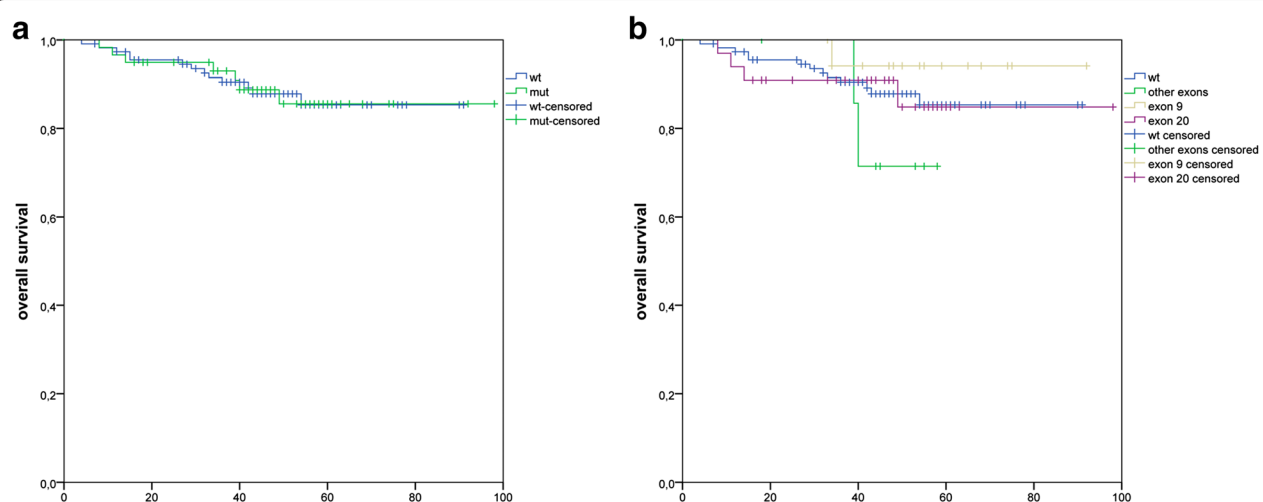 a
b
1,0
0,8
0,6
0,4
0,2
0,0
overall survival
0 20 40 60 80 100
wt
mut
wt-censored
mut-censored
1,0
0,8
0,6
0,4
0,2
0,0
overall survival
0 20 40 60 80 100
wt
other exons
exon 9
exon 20
wt censored
other exons censored
exon 9 censored
exon 20 censored